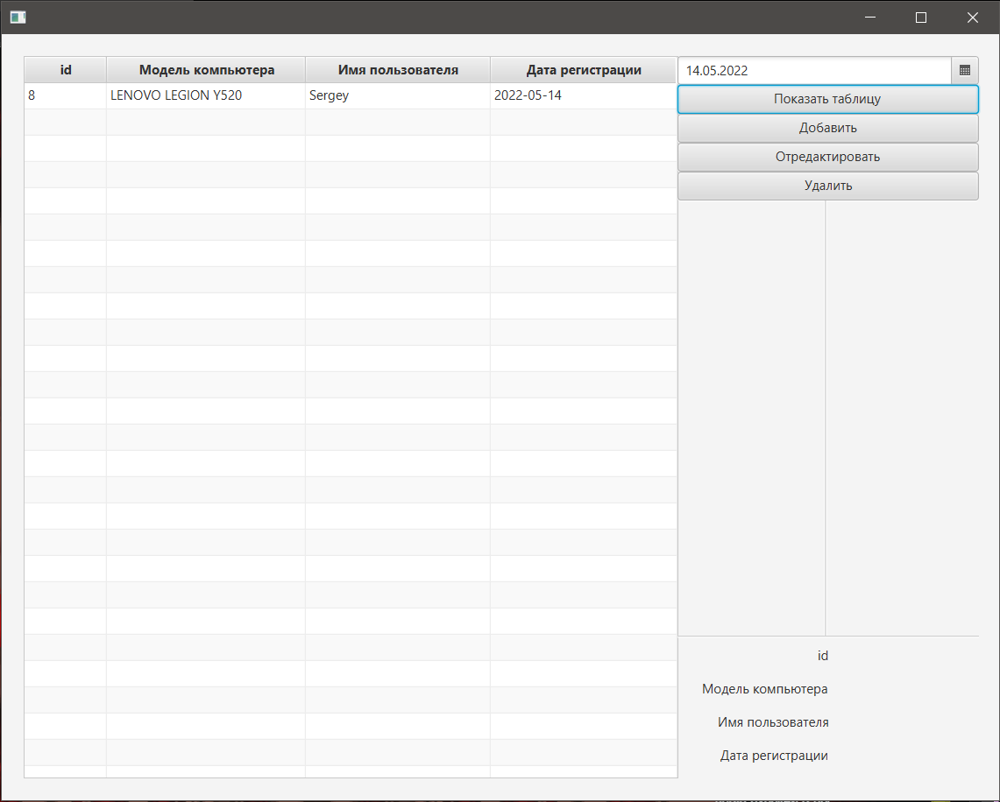 id Модель компьютера Имя пользователя Дата регистрации
8 LENOVO LEGION Y520 Sergey 2022-05-14
14.05.2022
Показать таблицу
Добавить
Отредактировать
Удалить
id
Модель компьютера
Имя пользователя
Дата регистрации